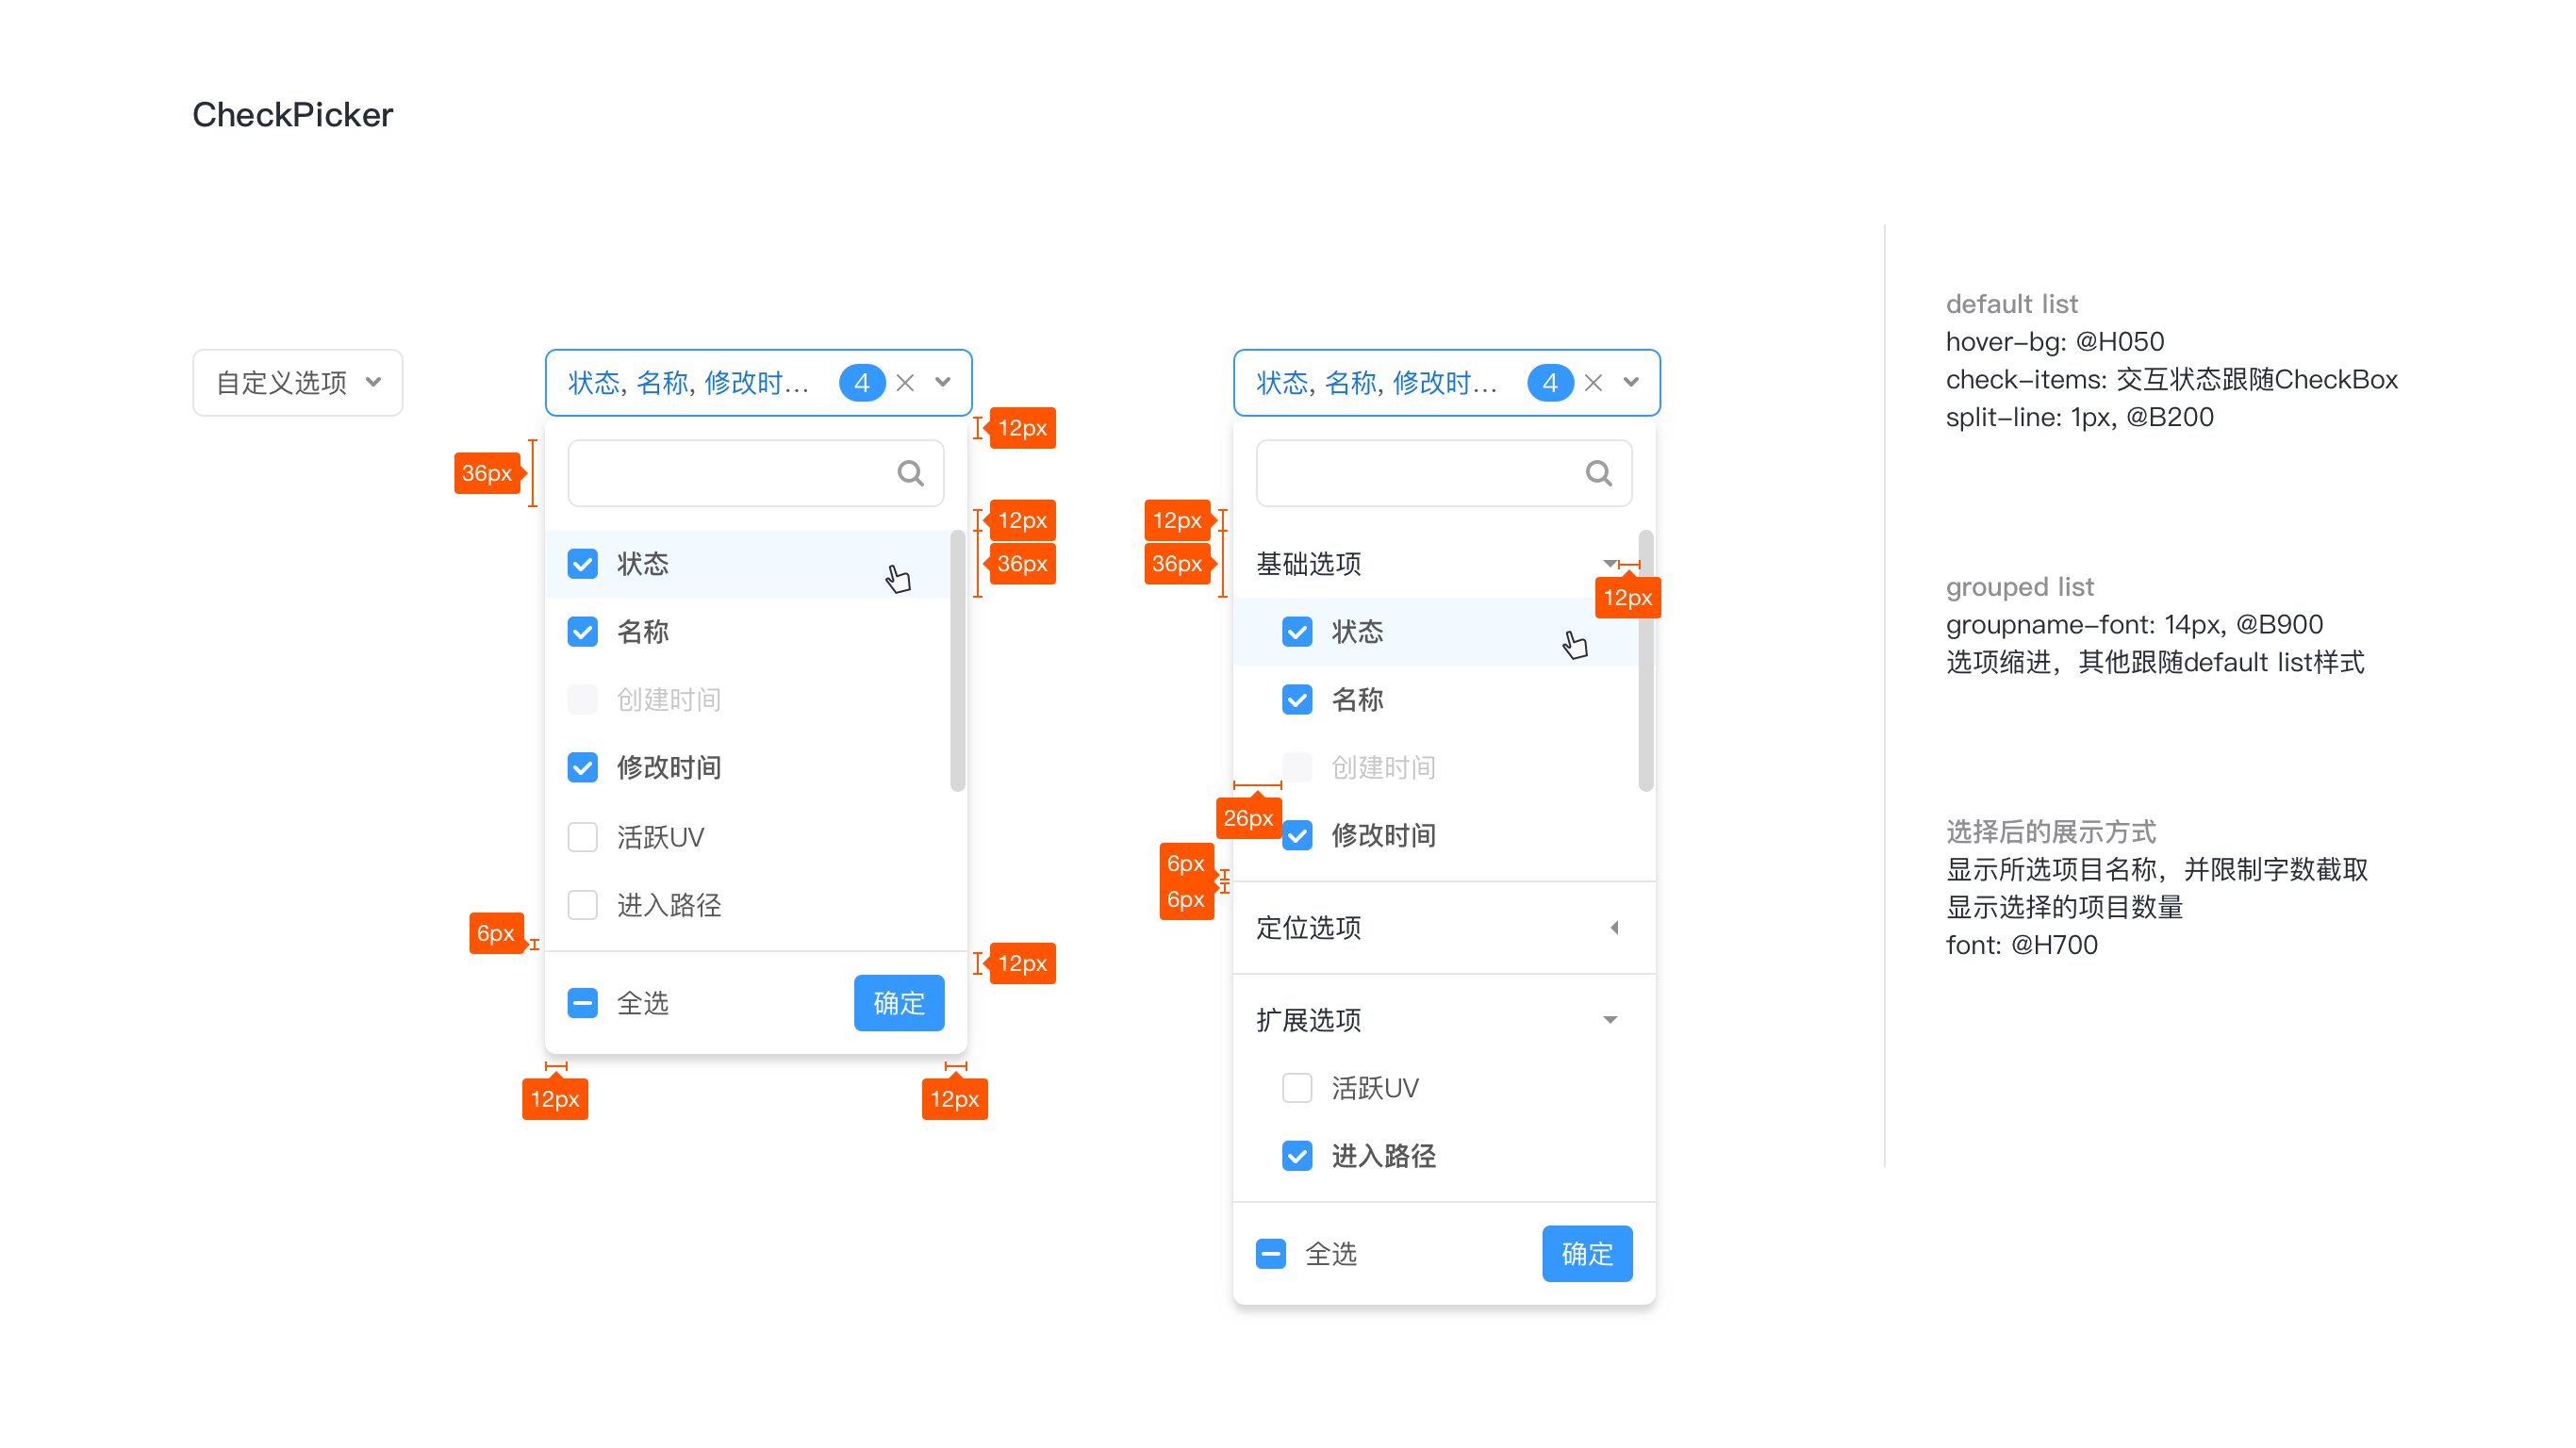 CheckPicker
自定义选项
状态, 名称, 修改时... 4
12px
36px
12px
36px
状态
名称
创建时间
修改时间
活跃UV
进入路径
6px
12px
全选 确定
12px 12px
状态, 名称, 修改时... 4
12px
36px
基础选项
12px
状态
名称
创建时间
26px
修改时间
6px
6px
定位选项
扩展选项
活跃UV
进入路径
全选 确定
default list
hover-bg: @H050
check-items: 交互状态跟随CheckBox
split-line: 1px, @B200
grouped list
groupname-font: 14px, @B900
选项缩进，其他跟随default list样式
选择后的展示方式
显示所选项目名称，并限制字数截取
显示选择的项目数量
font: @H700